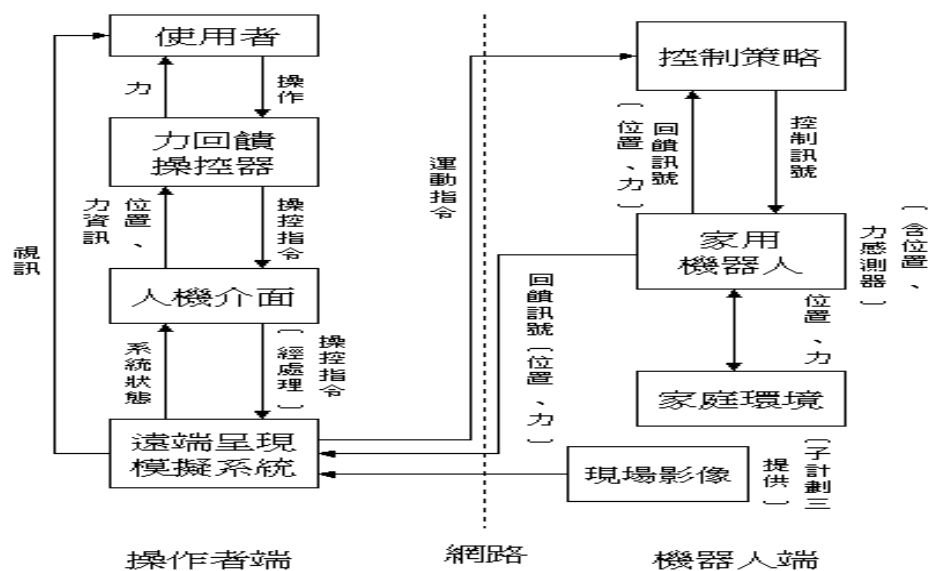 使用者
力
操作
力回饋
操控器
位置、
力資訊
操控指令
視訊
人機介面
系統狀態
操控指令
(經處理)
遠端呈現
模擬系統
操作者端
網路
運動指令
控制策略
回饋訊號
(位置、力)
控制訊號
家用
機器人
(含位置、
力感測器)
回饋訊號(位置、力)
位置、力
家庭環境
現場影像
(子計劃三
提供)
機器人端